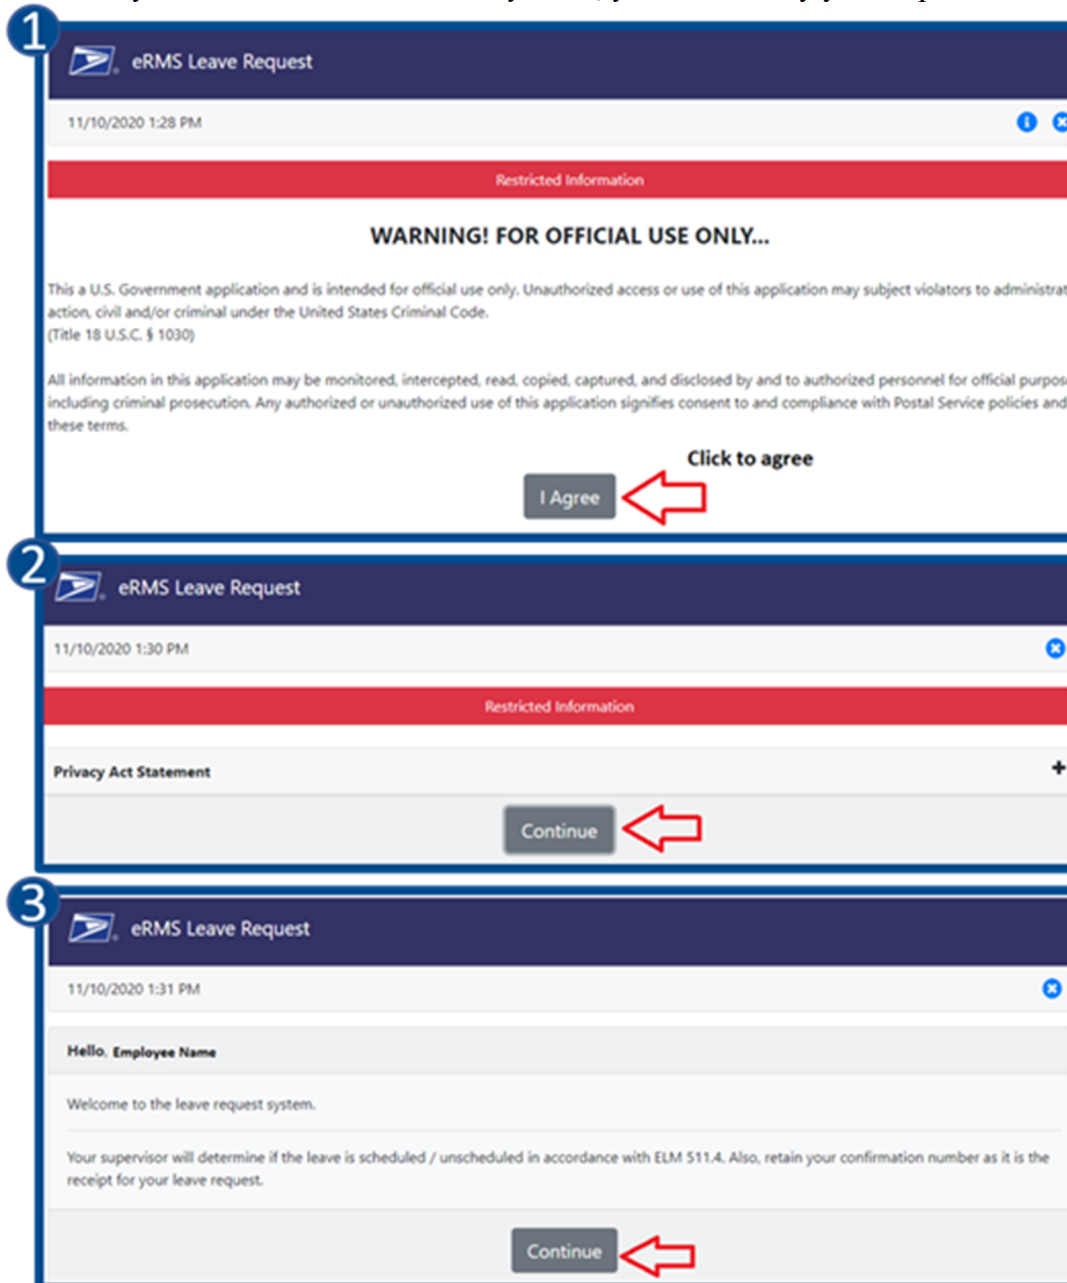 1
eRMS Leave Request
11/10/2020 1:28 PM
Restricted Information
WARNING! FOR OFFICIAL USE ONLY...
This a U.S. Government application and is intended for official use only. Unauthorized access or use of this application may subject violators to administrat
action, civil and/or criminal under the United States Criminal Code.
(Title 18 U.S.C. § 1030)
All information in this application may be monitored, intercepted, read, copied, captured, and disclosed by and to authorized personnel for official purpose
including criminal prosecution. Any authorized or unauthorized use of this application signifies consent to and compliance with Postal Service policies and
these terms.
Click to agree
I Agree
2
eRMS Leave Request
11/10/2020 1:30 PM
Restricted Information
Privacy Act Statement
Continue
3
eRMS Leave Request
11/10/2020 1:31 PM
Hello, Employee Name
Welcome to the leave request system.
Your supervisor will determine if the leave is scheduled / unscheduled in accordance with ELM 511.4. Also, retain your confirmation number as it is the
receipt for your leave request.
Continue